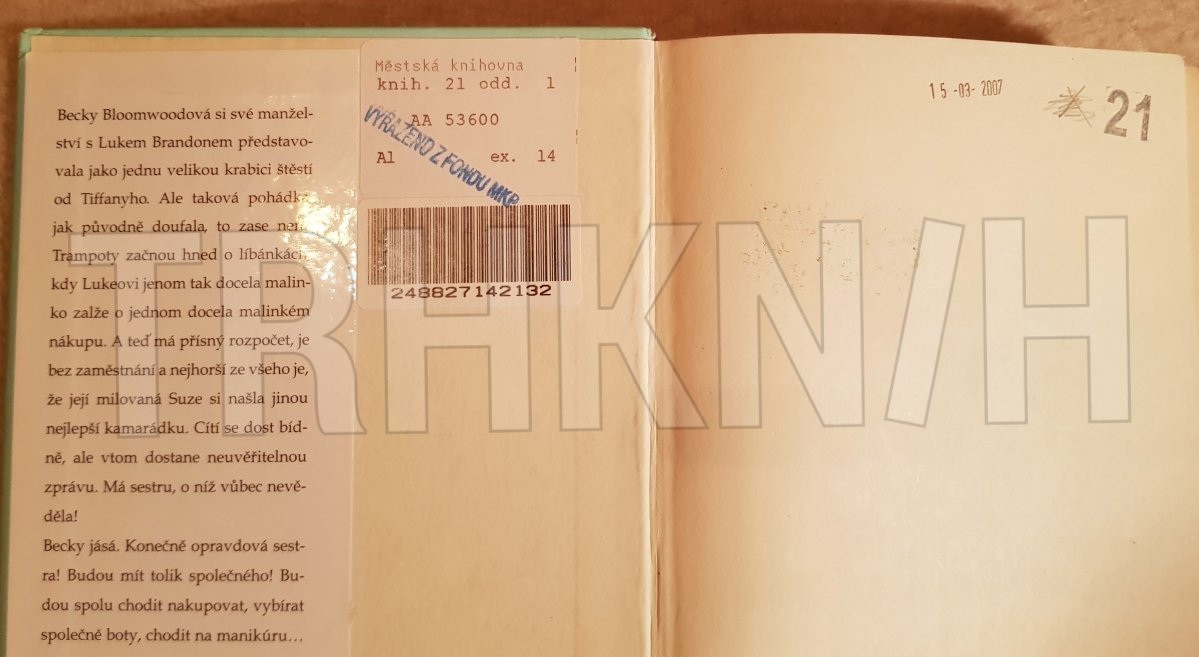 Becky Bloomwoodová si své manžel-
ství s Lukem Brandonem představo-
vala jako jednu velikou krabici štěstí
od Tiffanyho. Ale taková pohádka,
jak původně doufala, to zase není.
Trampoty začnou hned o líbánkách,
kdy Lukeovi jenom tak docela malin-
ko zalže o jednom docela malinkém
nákupu. A teď má přísný rozpočet, je
bez zaměstnání a nejhorší ze všeho je,
že její milovaná Suze si našla jinou
nejlepší kamarádku. Cítí se dost bíd-
ně, ale vtom dostane neuvěřitelnou
zprávu. Má sestru, o níž vůbec nevě-
děla!
Becky jásá. Konečně opravdová sest-
ra! Budou mít tolik společného! Bu-
dou spolu chodit nakupovat, vybírat
společně boty, chodit na manikúru...
Městská knihovna
knih. 21 odd. 1
AA 53600
A1 ex. 14
VYŘAZENO Z FONDU MKP
248827142132
15 -03- 2007
21
TRHKNIH